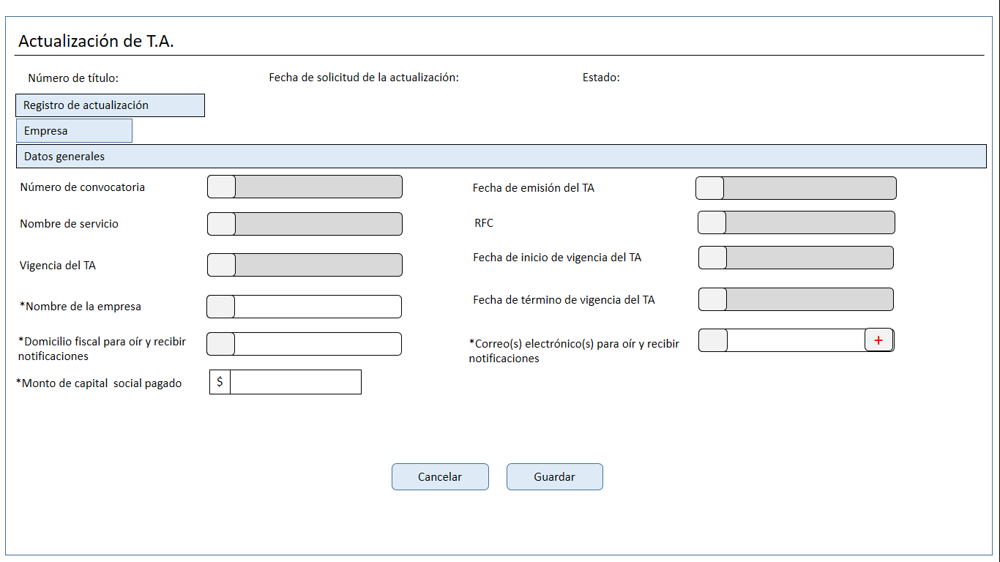 Actualización de T.A.
Número de título:
Fecha de solicitud de la actualización:
Estado:
Registro de actualización
Empresa
Datos generales
Número de convocatoria
Fecha de emisión del TA
Nombre de servicio
RFC
Vigencia del TA
Fecha de inicio de vigencia del TA
*Nombre de la empresa
Fecha de término de vigencia del TA
*Domicilio fiscal para oír y recibir
notificaciones
*Correo(s) electrónico(s) para oír y recibir
notificaciones
+
*Monto de capital  social pagado
$
Cancelar
Guardar